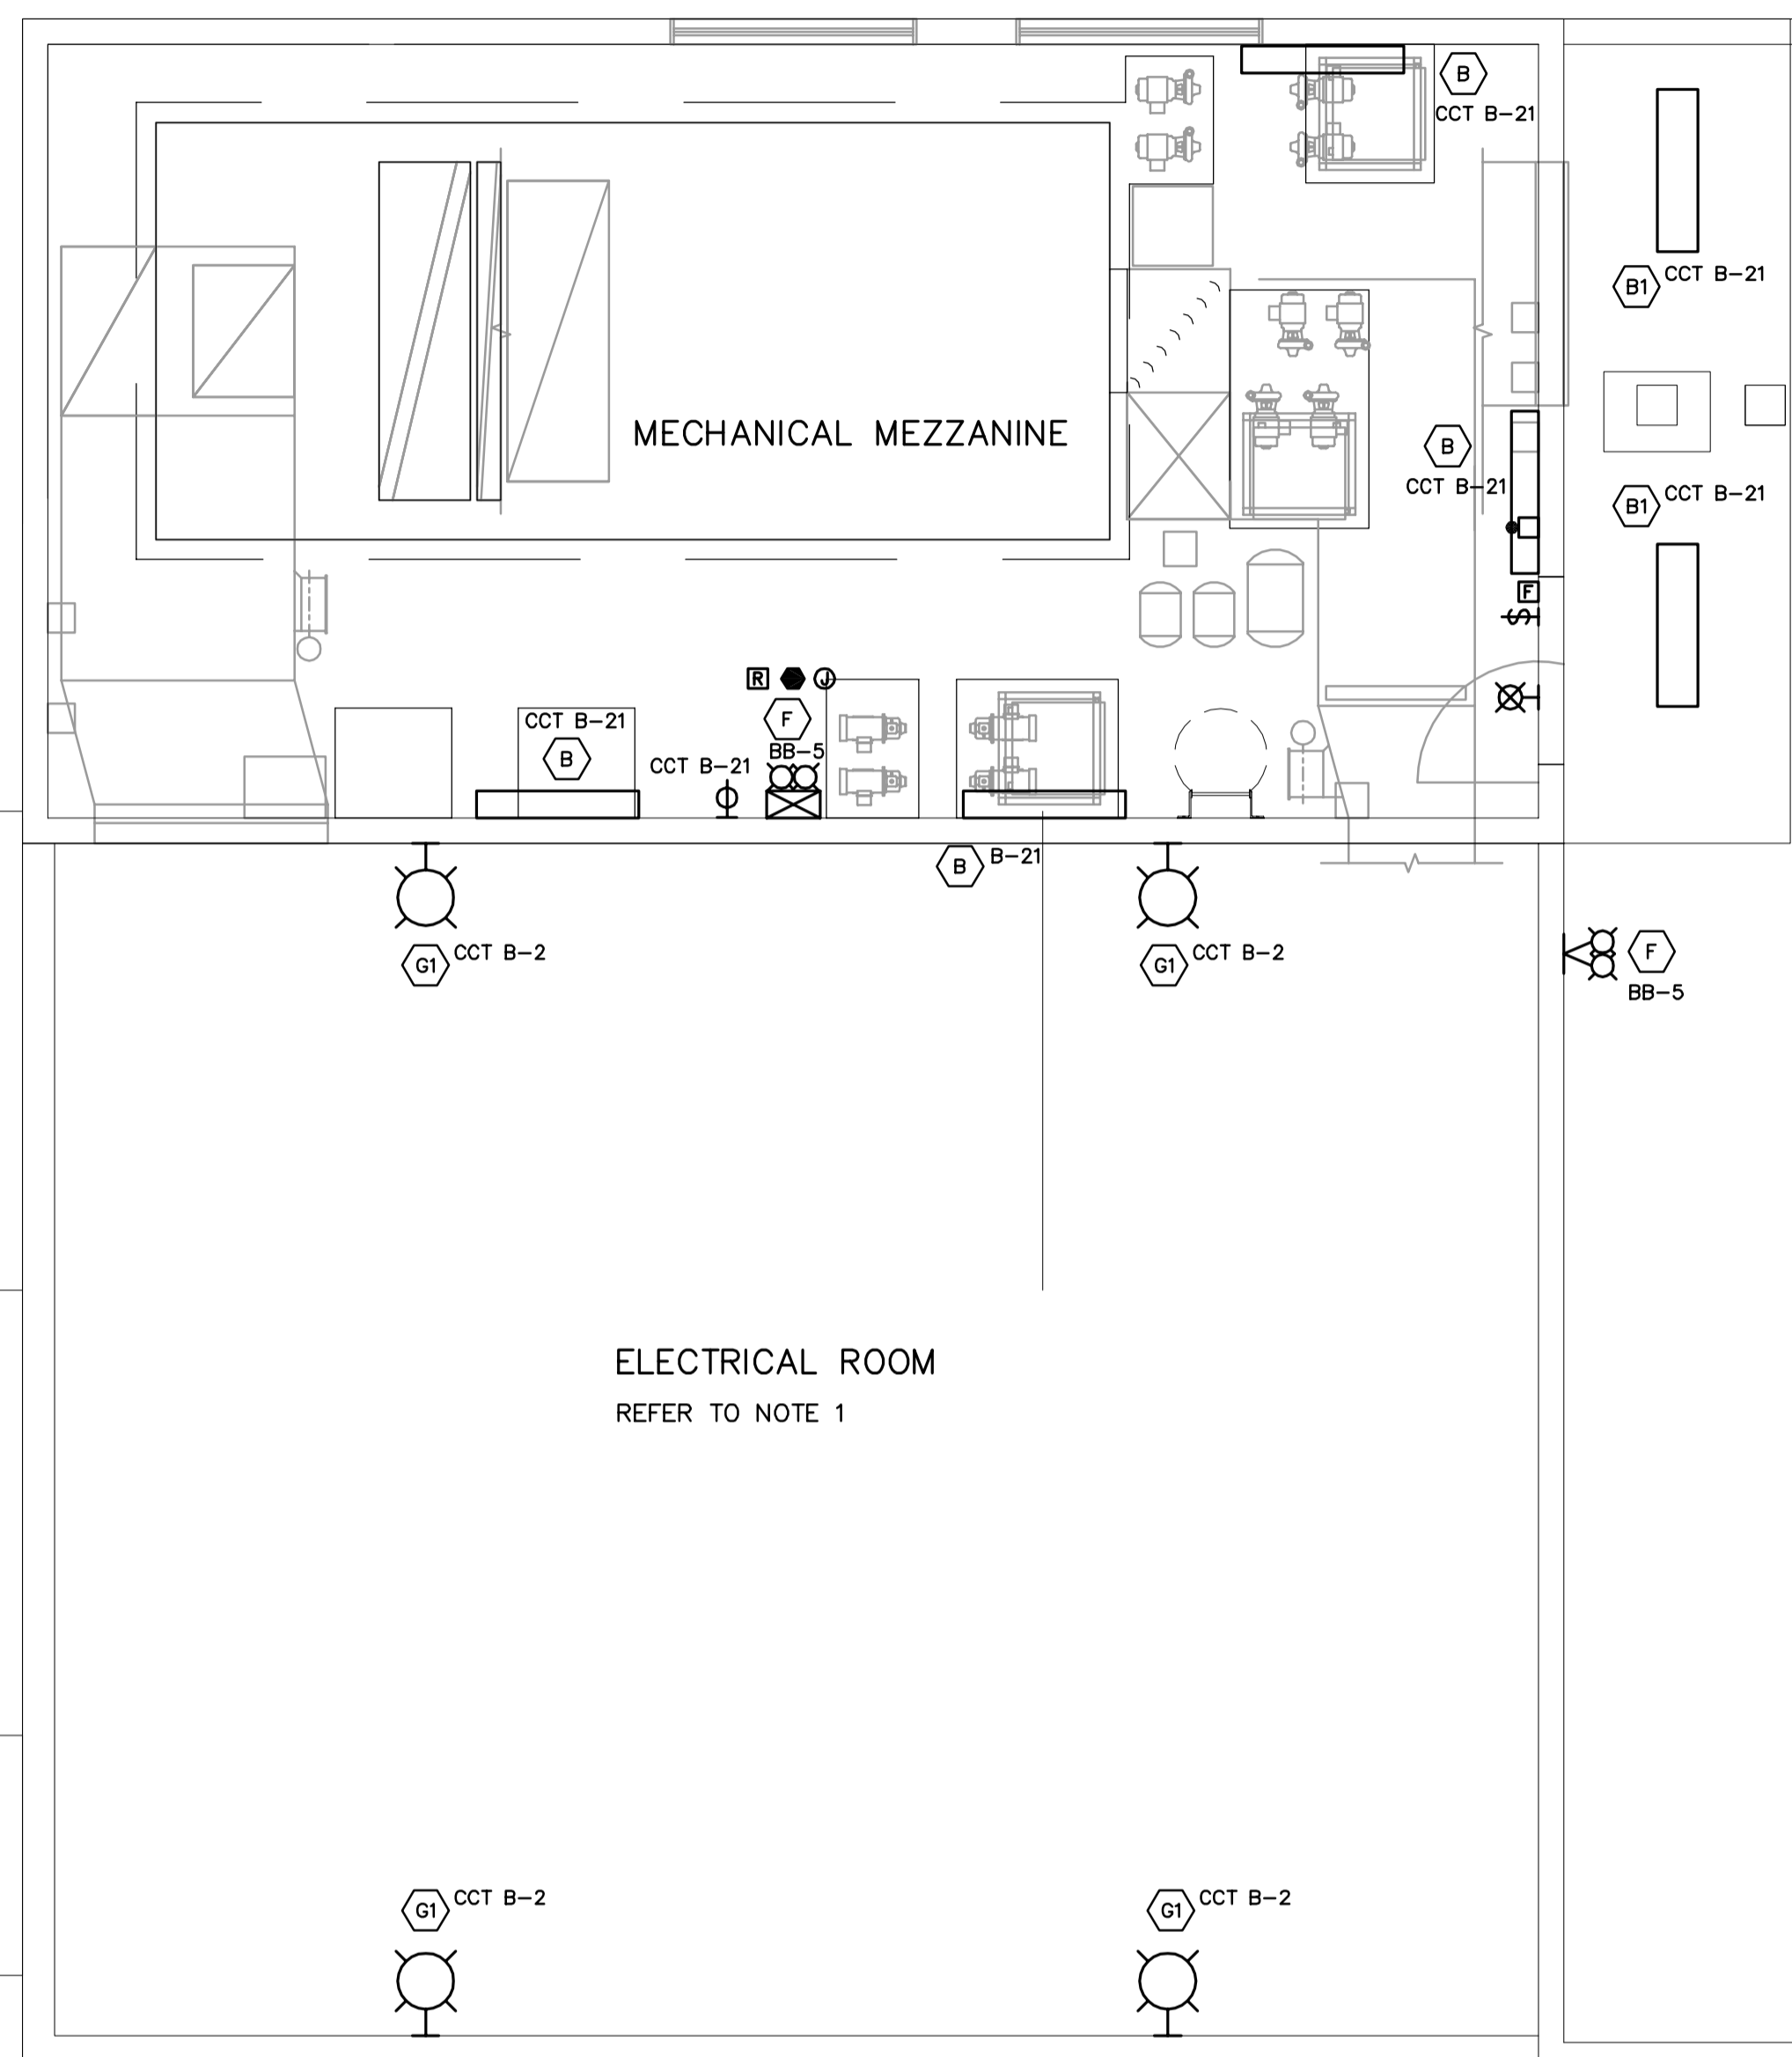 B
CCT B-21
CCT B-21
B1
MECHANICAL MEZZANINE
B
CCT B-21
CCT B-21
B1
F
$
R
J
F
BB-5
CCT B-21
B
CCT B-21
B
B-21
G1
CCT B-2
G1
CCT B-2
F
BB-5
ELECTRICAL ROOM
REFER TO NOTE 1
G1
CCT B-2
G1
CCT B-2